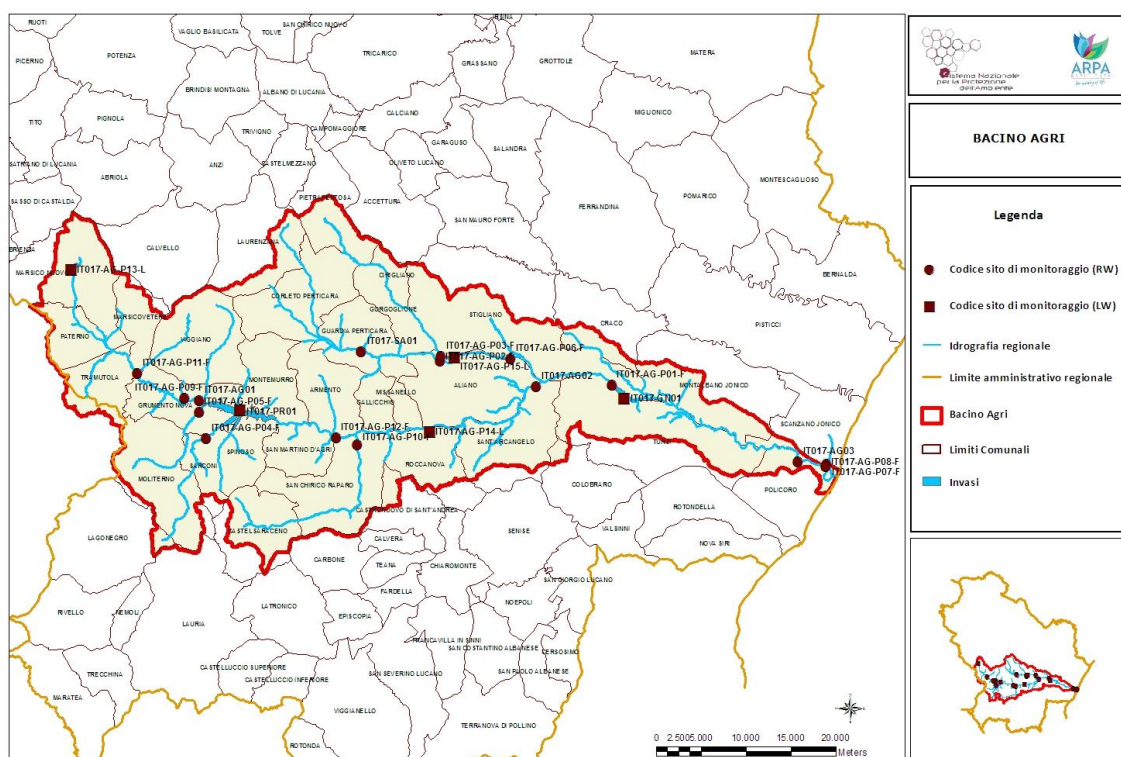 RUOTI
VAGLIO BASILICATA
TOLVE
SAN CHIRICO NUOVO
IRSINA
PICERNO
POTENZA
TRICARICO
GRASSANO
GROTTOLE
MATERA
BRINDISI MONTAGNA
ALBANO DI LUCANIA
TITO
PIGNOLA
CALCIANO
MIGLIONICO
TRIVIGNO
CAMPOMAGGIORE
GARAGUSO
SALANDRA
SATRIANO DI LUCANIA
ANZI
CASTELMEZZANO
OLIVETO LUCANO
ABRIOLA
MONTESCAGLIOSO
SASSO DI CASTALDA
PIETRAPERTOSA
ACCETTURA
FERRANDINA
POMARICO
SAN MAURO FORTE
BRIENZA
CALVELLO
LAURENZANA
MARSICO NUOVO
IT017-AG-P13-L
CIRIGLIANO
BERNALDA
CORLETO PERTICARA
GORGOGLIONE
STIGLIANO
MARSICOVETERE
CRACO
PISTICCI
PATERNO
VIGGIANO
GUARDIA PERTICARA
IT017-SA01
IT017-AG-P03-F
IT017-AG-P06-F
IT017-AG-P02-F
IT017-AG-P15-L
TRAMUTOLA
IT017-AG-P11-F
MONTEMURRO
ARMENTO
MISSANELLO
ALIANO
IT017-AG02
IT017-AG-P01-F
MONTALBANO JONICO
IT017-AG-P09-F
IT017-AG01
GALLICCHIO
IT017-GN01
GRUMENTO NOVA
IT017-AG-P05-F
IT017-PR01
SCANZANO JONICO
IT017-AG-P04-F
IT017-AG-P12-F
IT017-AG-P14-L
IT017-AG-P10-F
SANT'ARCANGELO
TURSI
SARCONI
SPINOSO
SAN MARTINO D'AGRI
ROCCANOVA
IT017-AG03
IT017-AG-P08-F
IT017-AG-P07-F
MOLITERNO
SAN CHIRICO RAPARO
COLOBRARO
POLICORO
CASTRONUOVO DI SANT'ANDREA
ROTONDELLA
CASTELSARACENO
SENISE
VALSINNI
LAGONEGRO
CALVERA
NOVA SIRI
CARBONE
TEANA
CHIAROMONTE
SAN GIORGIO LUCANO
FARDELLA
RIVELLO
NEMOLI
LATRONICO
EPISCOPIA
NOEPOLI
LAURIA
FRANCAVILLA IN SINNI
SAN COSTANTINO ALBANESE
CERSOSIMO
TRECCHINA
CASTELLUCCIO SUPERIORE
CASTELLUCCIO INFERIORE
SAN SEVERINO LUCANO
SAN PAOLO ALBANESE
MARATEA
VIGGIANELLO
TERRANOVA DI POLLINO
ROTONDA
0 2.500 5.000 10.000 15.000 20.000
Meters
Sistema Nazionale
per la Protezione
dell'Ambiente
ARPA
BACINO AGRI
Legenda
Codice sito di monitoraggio (RW)
Codice sito di monitoraggio (LW)
Idrografia regionale
Limite amministrativo regionale
Bacino Agri
Limiti Comunali
Invasi